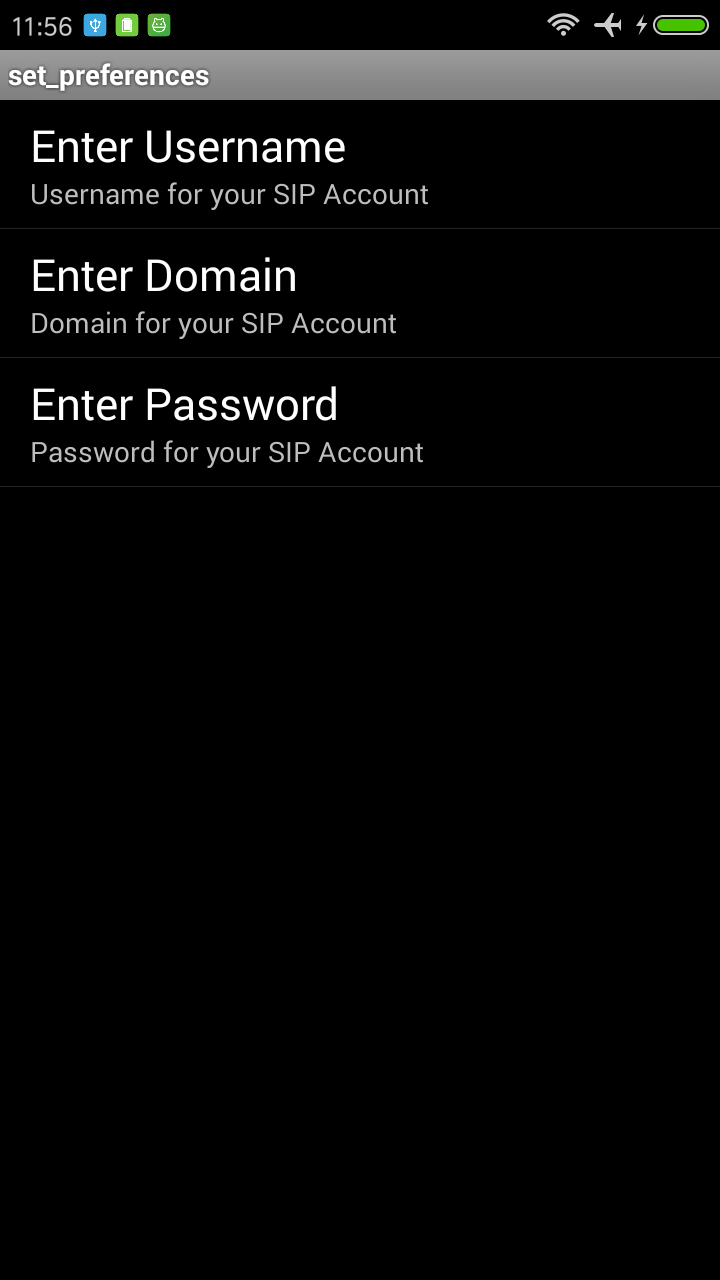 11:56
set_preferences
Enter Username
Username for your SIP Account
Enter Domain
Domain for your SIP Account
Enter Password
Password for your SIP Account